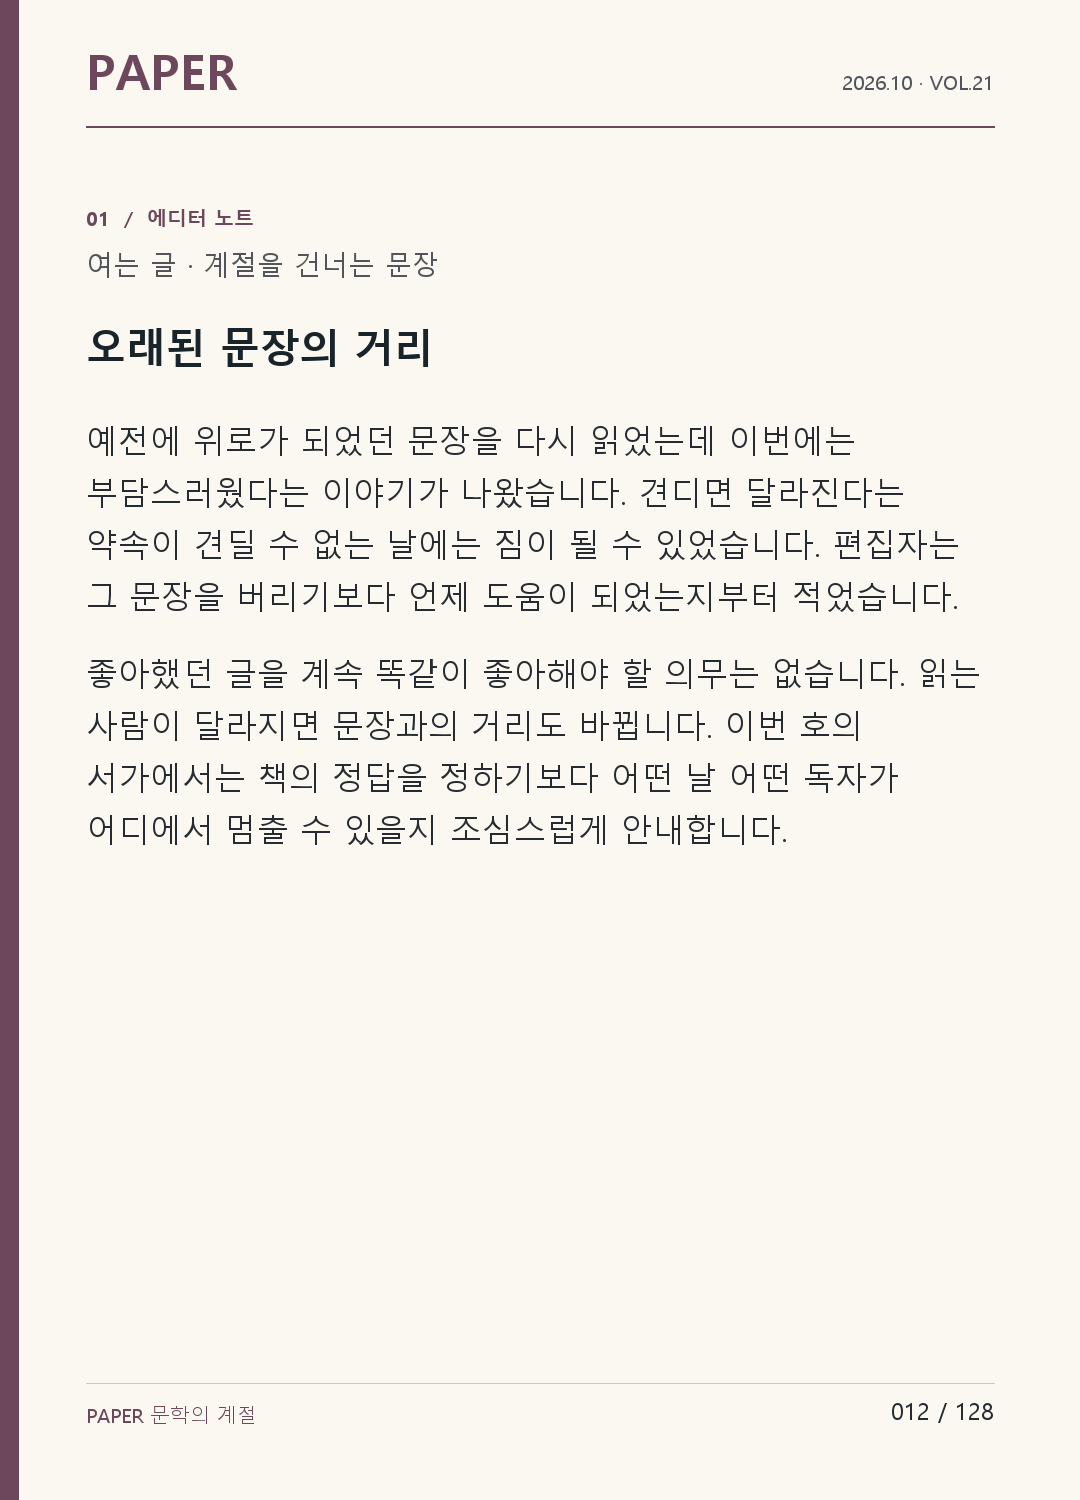 PAPER
2026.10 · VOL.21
01 / 에디터 노트
여는 글 · 계절을 건너는 문장
오래된 문장의 거리
예전에 위로가 되었던 문장을 다시 읽었는데 이번에는
부담스러웠다는 이야기가 나왔습니다. 견디면 달라진다는
약속이 견딜 수 없는 날에는 짐이 될 수 있었습니다. 편집자는
그 문장을 버리기보다 언제 도움이 되었는지부터 적었습니다.
좋아했던 글을 계속 똑같이 좋아해야 할 의무는 없습니다. 읽는
사람이 달라지면 문장과의 거리도 바뀝니다. 이번 호의
서가에서는 책의 정답을 정하기보다 어떤 날 어떤 독자가
어디에서 멈출 수 있을지 조심스럽게 안내합니다.
PAPER 문학의 계절
012 / 128